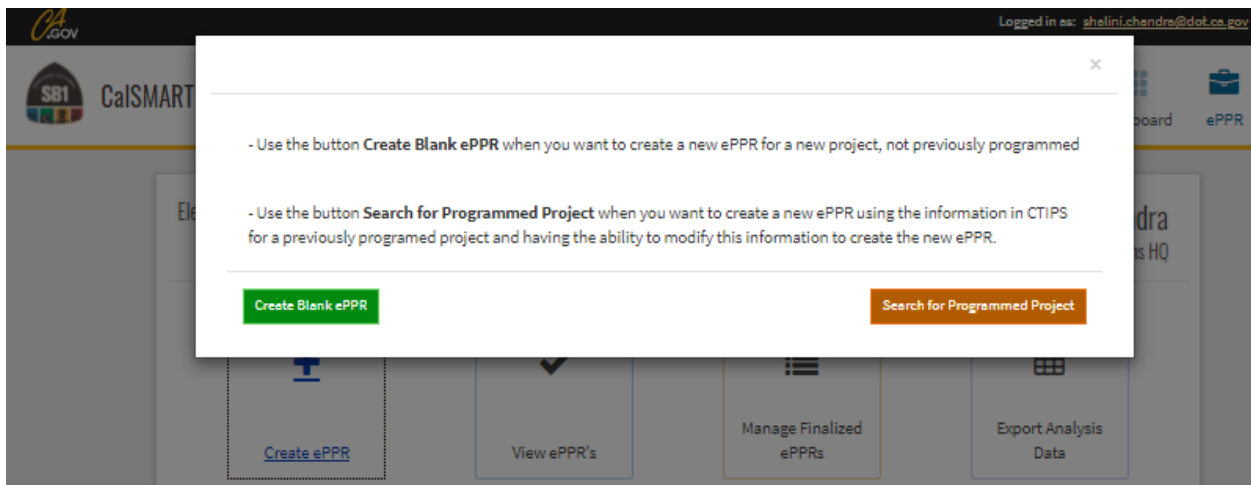 CA.GOV
Logged in as: shalini.chandra@dot.ca.gov
×
SB1
CalSMART
board
ePPR
- Use the button Create Blank ePPR when you want to create a new ePPR for a new project, not previously programmed
Ele
dra
- Use the button Search for Programmed Project when you want to create a new ePPR using the information in CTIPS
for a previously programed project and having the ability to modify this information to create the new ePPR.
ns HQ
Create Blank ePPR
Search for Programmed Project
Create ePPR
View ePPR's
Manage Finalized
ePPRs
Export Analysis
Data